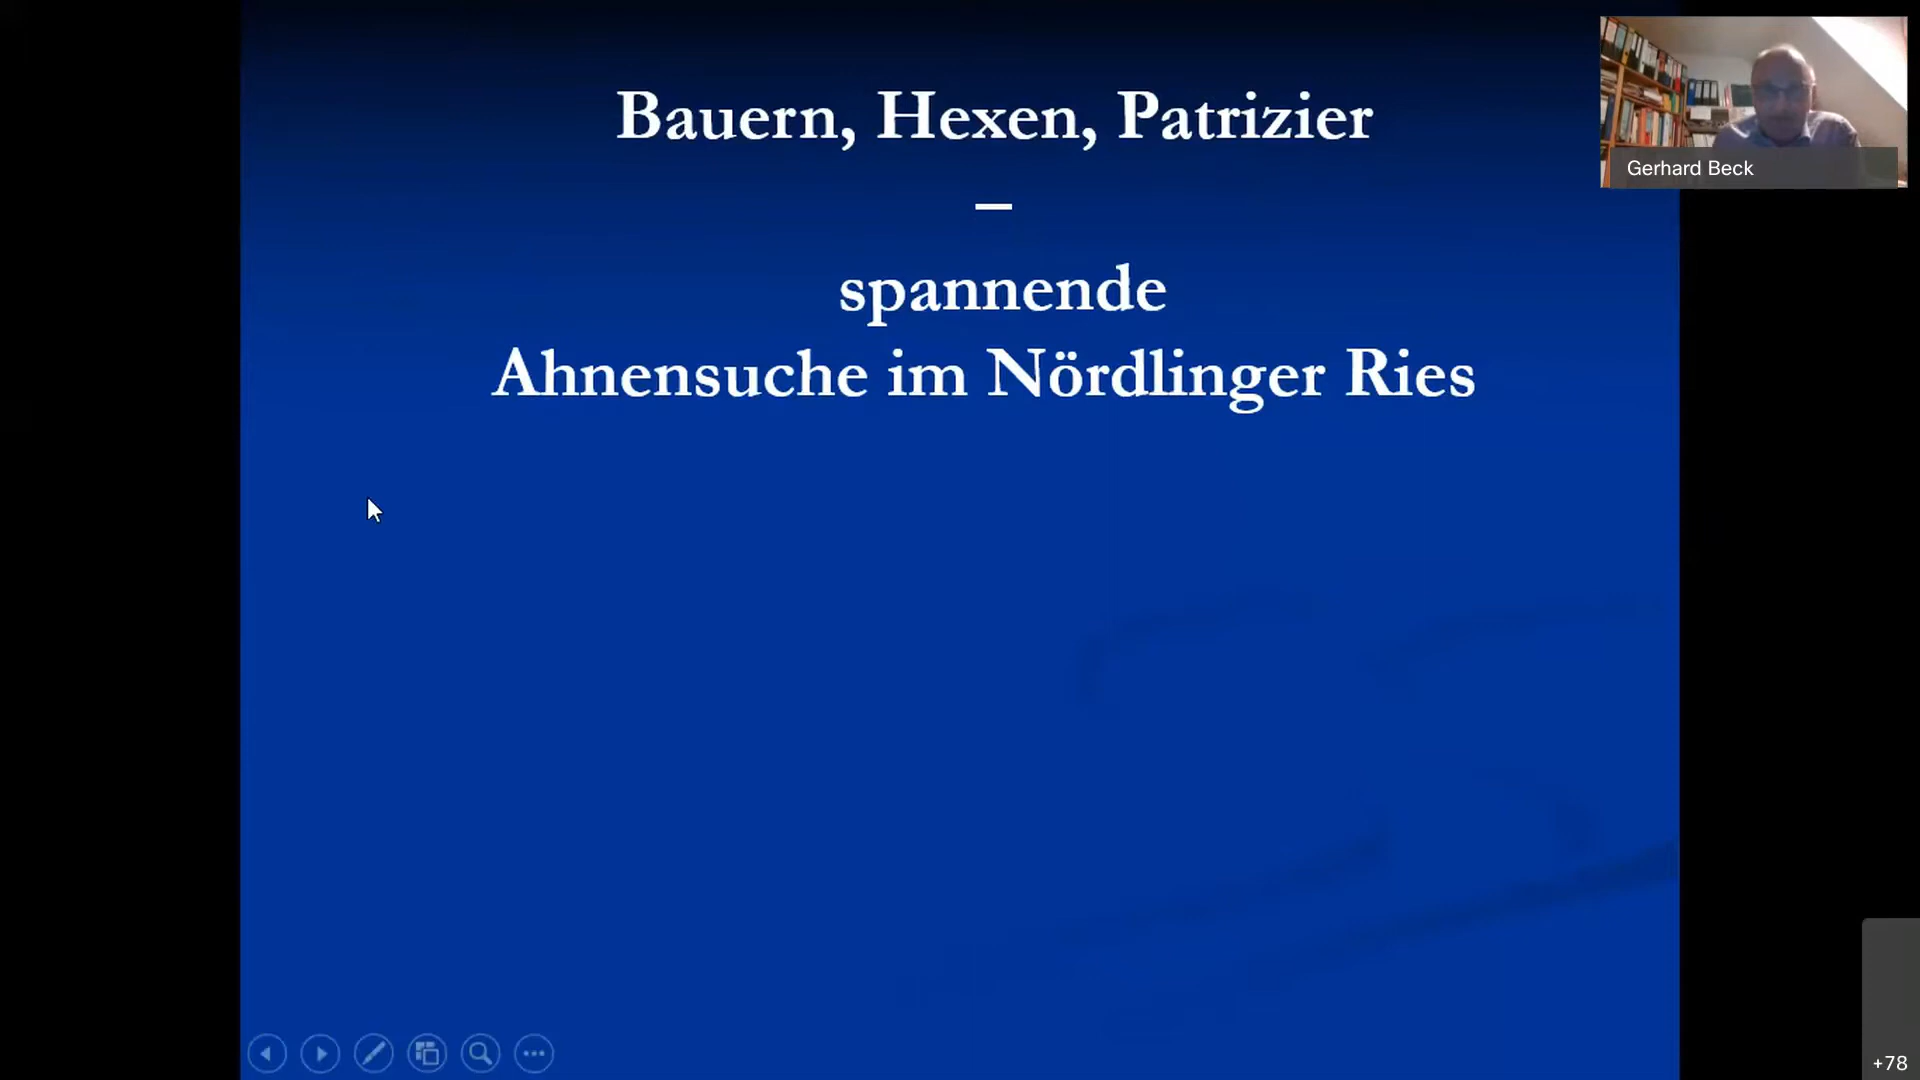 Bauern, Hexen, Patrizier
–
spannende
Ahnensuche im Nördlinger Ries
Gerhard Beck
+78